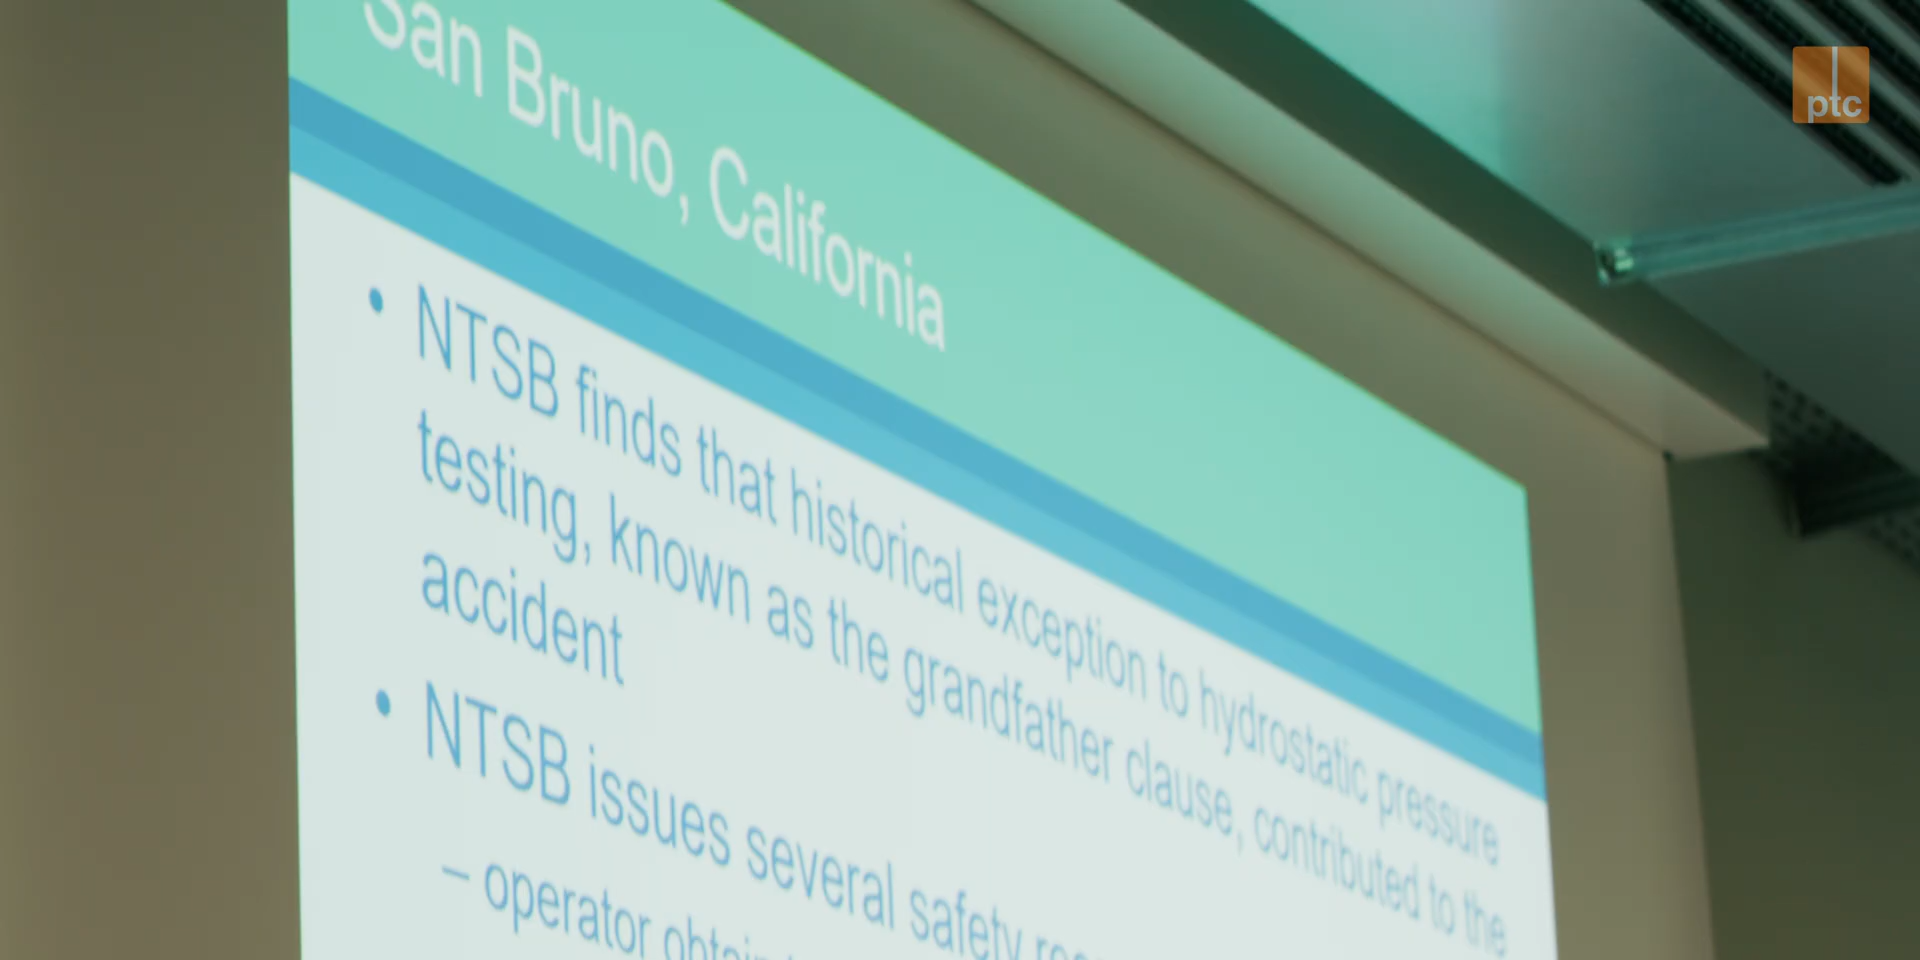 San Bruno, California
• NTSB finds that historical exception to hydrostatic pressure
testing, known as the grandfather clause, contributed to the
accident
• NTSB issues several safety
– operator
ptc